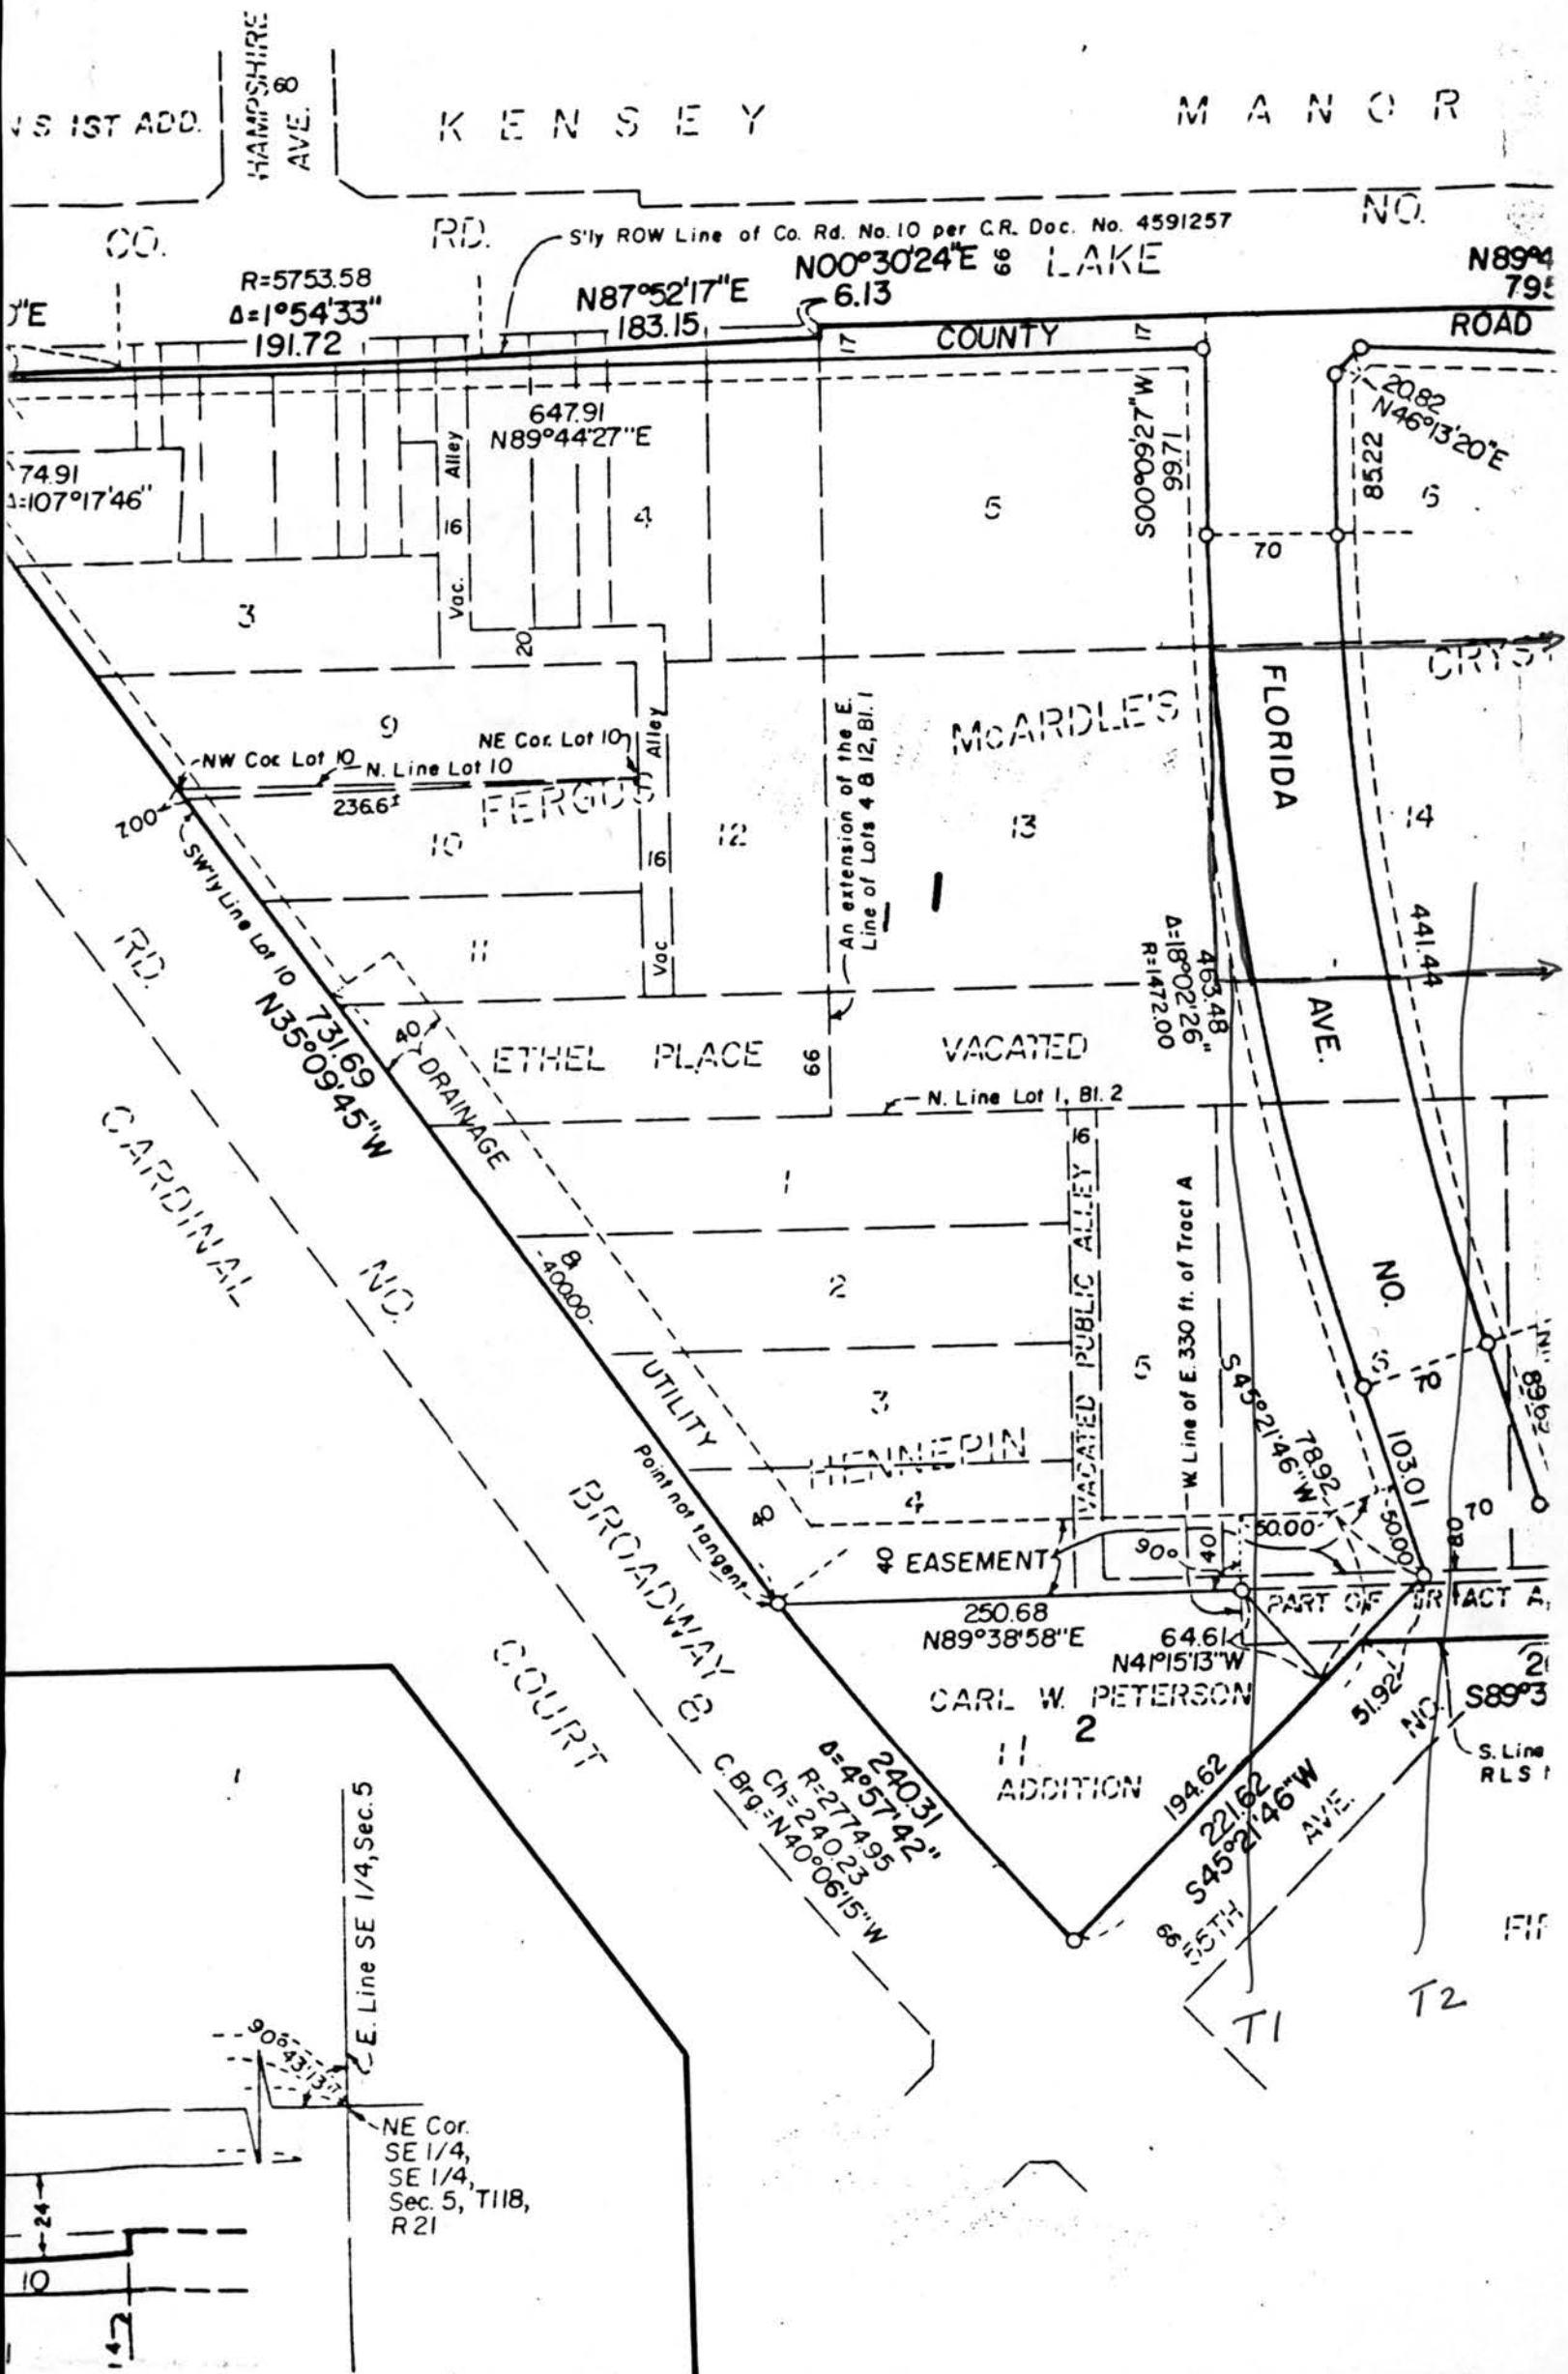 HAMPSHIRE
AVE.
60
S 1ST ADD.
KENSEY
MANOR
CO.
RD.
NO.
S'ly ROW Line of Co. Rd. No. 10 per C.R. Doc. No. 4591257
R=5753.58
Δ=1°54'33"
191.72
N87°52'17"E
183.15
N00°30'24"E
6.13
66
LAKE
N89°4
"E
17
COUNTY
17
ROAD
647.91
N89°44'27"E
S00°09'27"W
99.71
20.82
N46°13'20"E
85.22
74.91
Δ=107°17'46"
Alley
16
Vac.
4
5
6
70
3
20
CRYST
FLORIDA
AVE.
NO.
9
NW Cor. Lot 10
N. Line Lot 10
NE Cor. Lot 10
236.6±
FERGUS
McARDLE'S
Alley
16
Vac
An extension of the E.
Line of Lots 4 & 12, Bl. 1
200
SW'ly Line Lot 10
10
12
13
14
1
11
731.69
N35°09'45"W
463.48
Δ=18°02'26"
R=1472.00
441.44
RD.
40
DRAINAGE
ETHEL PLACE
66
VACATED
N. Line Lot 1, Bl. 2
CARDINAL
NO.
16
VACATED PUBLIC ALLEY
W. Line of E. 330 ft. of Tract A
1
&
400.00
2
UTILITY
3
S45°21'46"W
78.92
70
103.01
HENNEPIN
4
Point not tangent
40
BROADWAY
40
EASEMENT
90°
40
50.00
50.00
80
70
250.68
N89°38'58"E
PART OF TRACT A,
64.61
N41°15'13"W
51.92
S89°3
COURT
8
CARL W. PETERSON
2
11
ADDITION
NO.
S. Line
RLS
240.31
Δ=4°57'42"
R=2774.95
Ch=240.23
C. Brg.=N40°06'15"W
194.62
221.62
S45°21'46"W
AVE.
66
55TH
T1
T2
E. Line SE 1/4, Sec. 5
NE Cor.
SE 1/4,
SE 1/4,
Sec. 5, T118,
R21
24
10